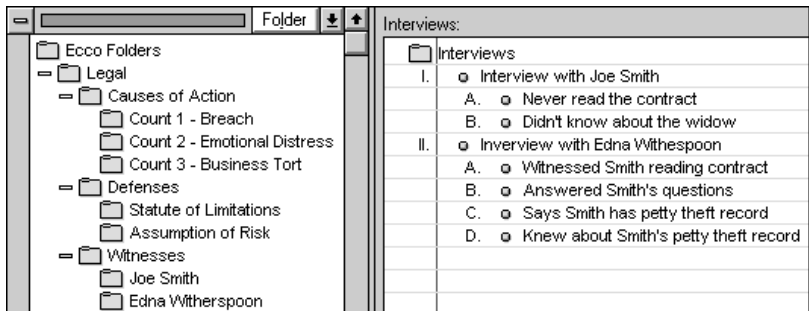 Folder
Ecco Folders
Legal
Causes of Action
Count 1 - Breach
Count 2 - Emotional Distress
Count 3 - Business Tort
Defenses
Statute of Limitations
Assumption of Risk
Witnesses
Joe Smith
Edna Witherspoon
Interviews:
Interviews
I. Interview with Joe Smith
A. Never read the contract
B. Didn't know about the widow
II. Inverview with Edna Withespoon
A. Witnessed Smith reading contract
B. Answered Smith's questions
C. Says Smith has petty theft record
D. Knew about Smith's petty theft record